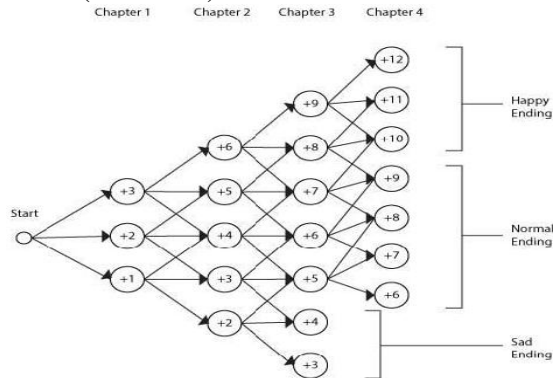 Chapter 1 Chapter 2 Chapter 3 Chapter 4
+12
+9 +11
Happy
Ending
+6 +8 +10
+3 +5 +7 +9
Start
+2 +4 +6 +8
Normal
Ending
+1 +3 +5 +7
+2 +4 +6
+3
Sad
Ending